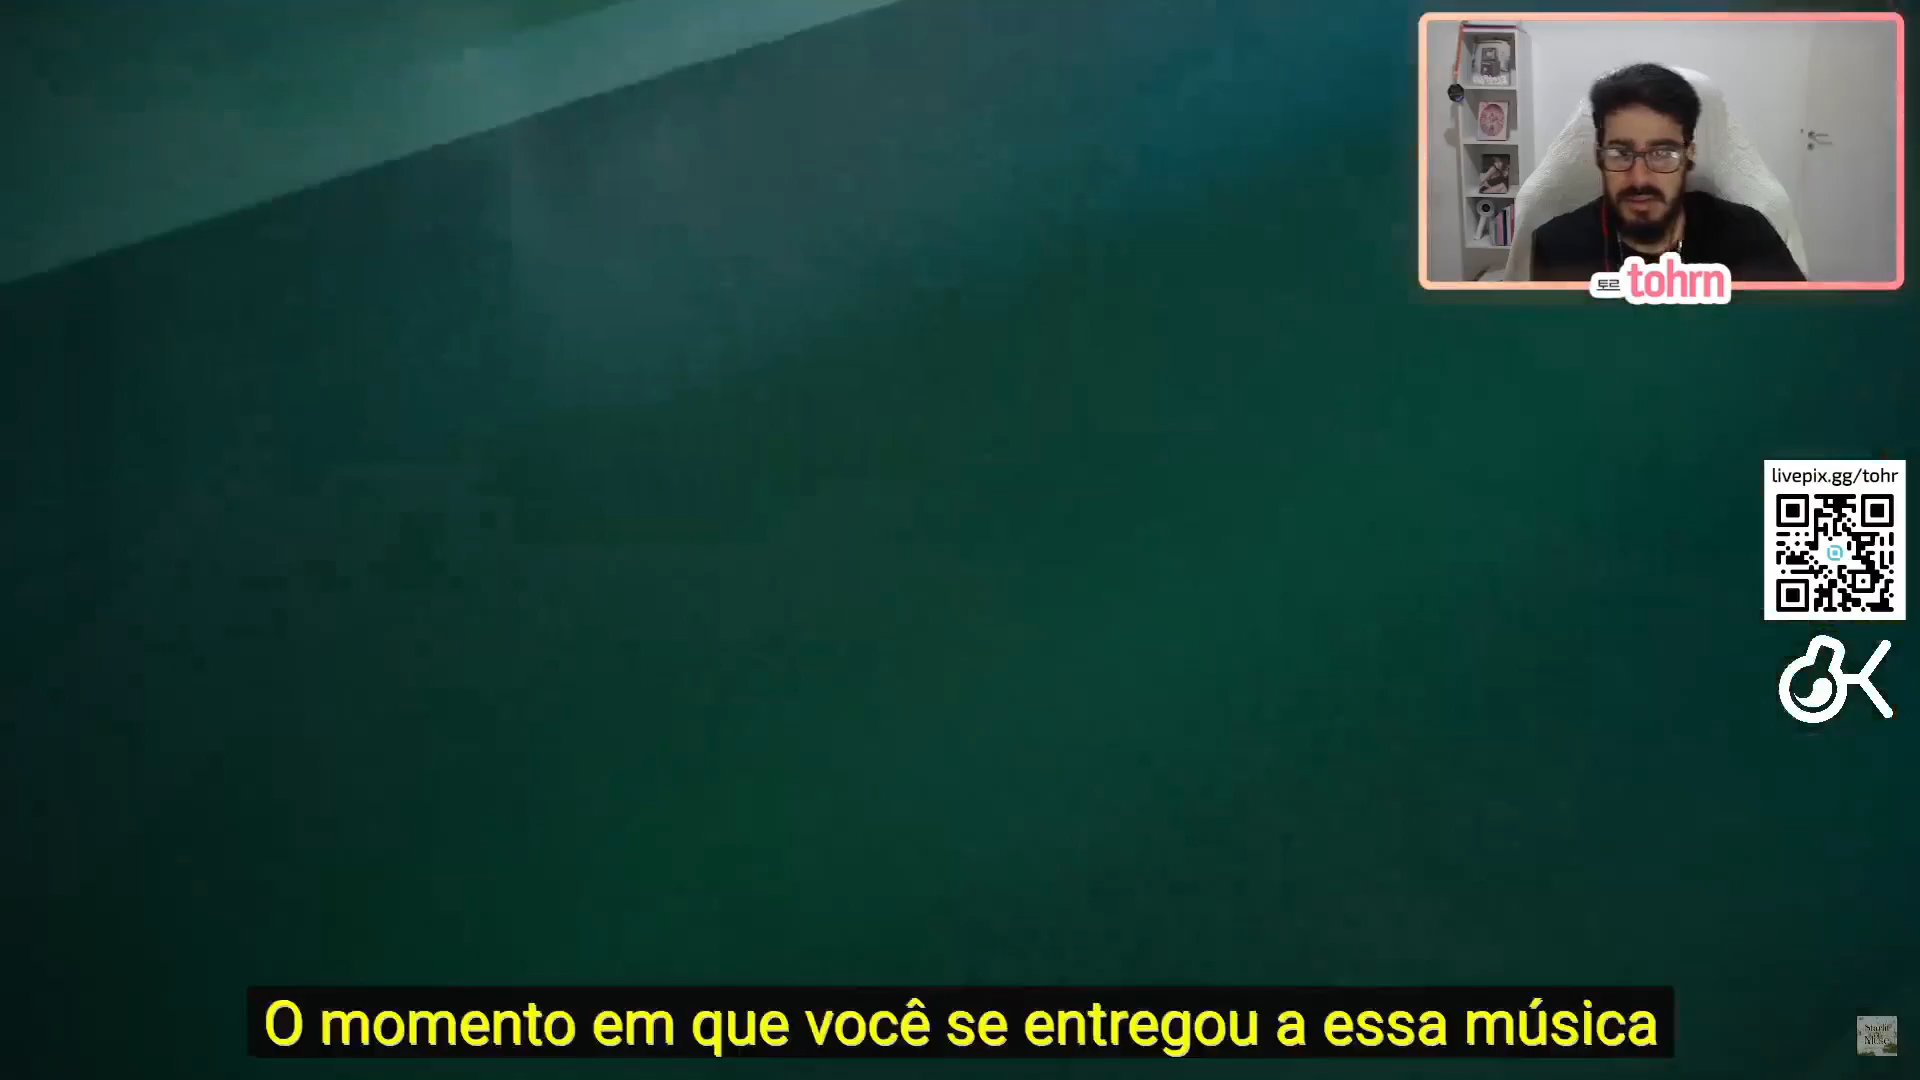 토르 tohrn
livepix.gg/tohr
O momento em que você se entregou a essa música